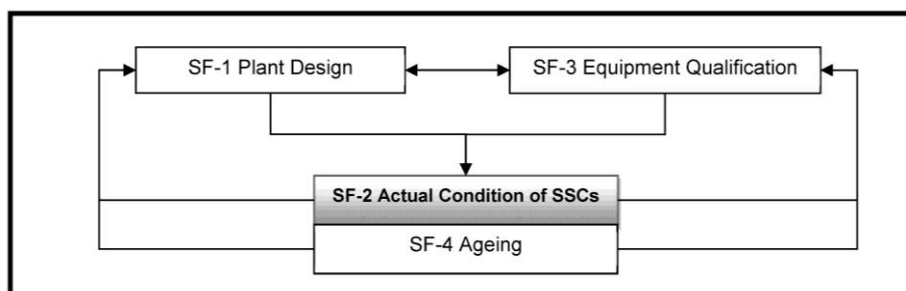 SF-1 Plant Design
SF-3 Equipment Qualification
SF-2 Actual Condition of SSCs
SF-4 Ageing